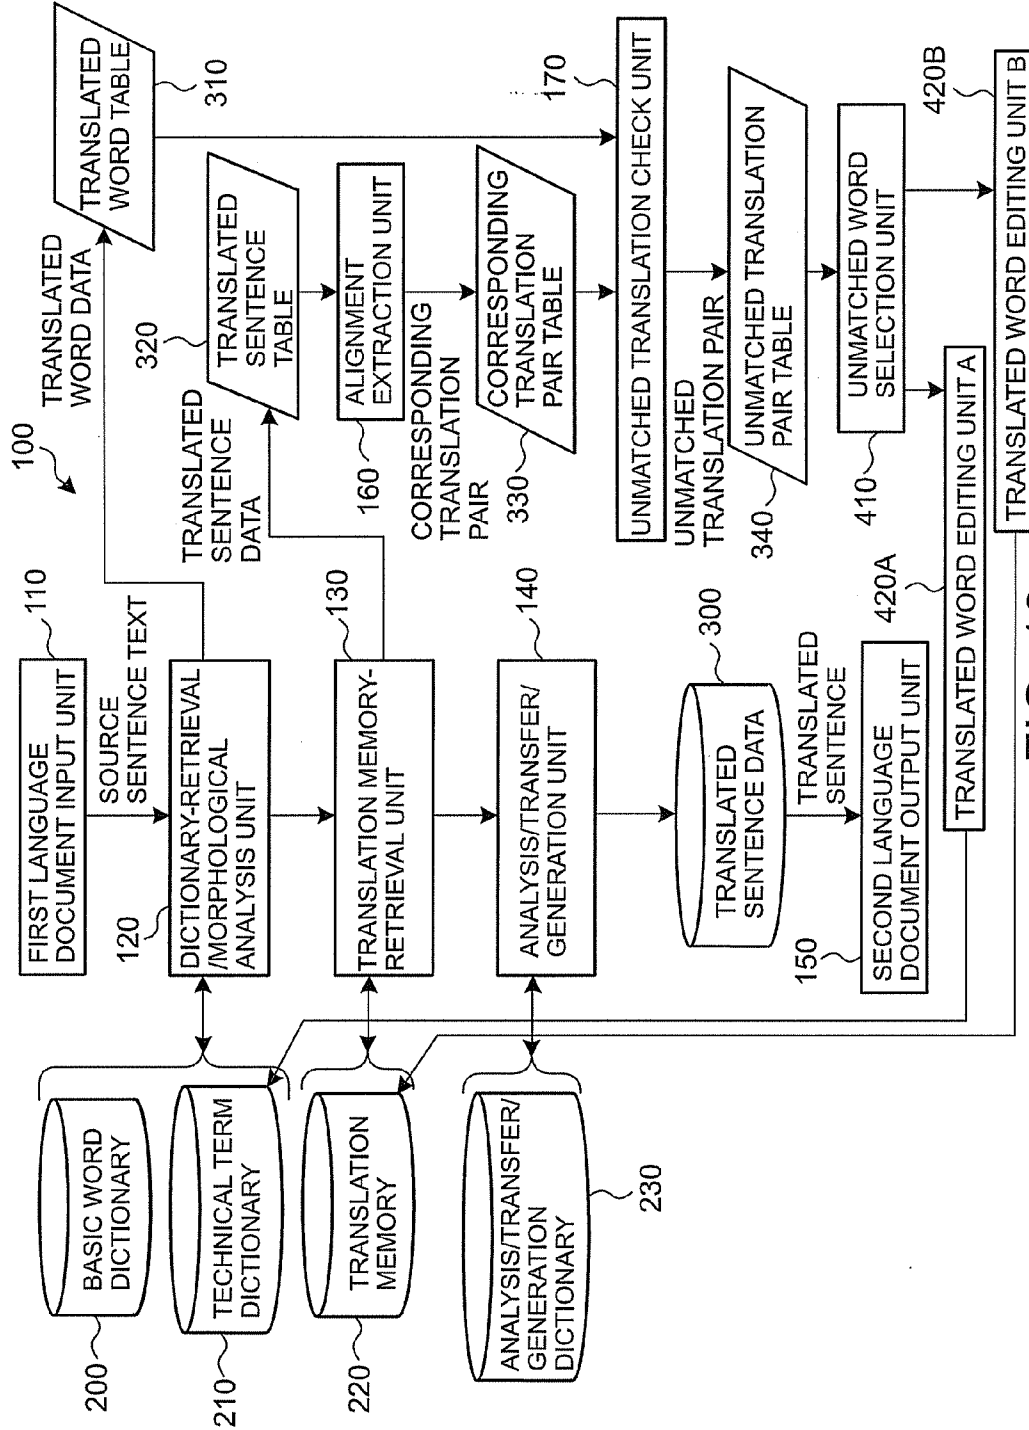 100
FIRST LANGUAGE
DOCUMENT INPUT UNIT
110
SOURCE
SENTENCE TEXT
BASIC WORD
DICTIONARY
200
TECHNICAL TERM
DICTIONARY
210
120
DICTIONARY-RETRIEVAL
/MORPHOLOGICAL
ANALYSIS UNIT
TRANSLATED
WORD DATA
TRANSLATED
WORD TABLE
310
TRANSLATION
MEMORY
220
TRANSLATION MEMORY-
RETRIEVAL UNIT
130
TRANSLATED
SENTENCE
DATA
320
TRANSLATED
SENTENCE
TABLE
160
ALIGNMENT
EXTRACTION UNIT
CORRESPONDING
TRANSLATION
PAIR
330
CORRESPONDING
TRANSLATION
PAIR TABLE
ANALYSIS/TRANSFER/
GENERATION
DICTIONARY
230
ANALYSIS/TRANSFER/
GENERATION UNIT
140
170
UNMATCHED TRANSLATION CHECK UNIT
UNMATCHED
TRANSLATION PAIR
340
UNMATCHED TRANSLATION
PAIR TABLE
300
TRANSLATED
SENTENCE DATA
TRANSLATED
SENTENCE
150
SECOND LANGUAGE
DOCUMENT OUTPUT UNIT
410
UNMATCHED WORD
SELECTION UNIT
420A
TRANSLATED WORD EDITING UNIT A
420B
TRANSLATED WORD EDITING UNIT B